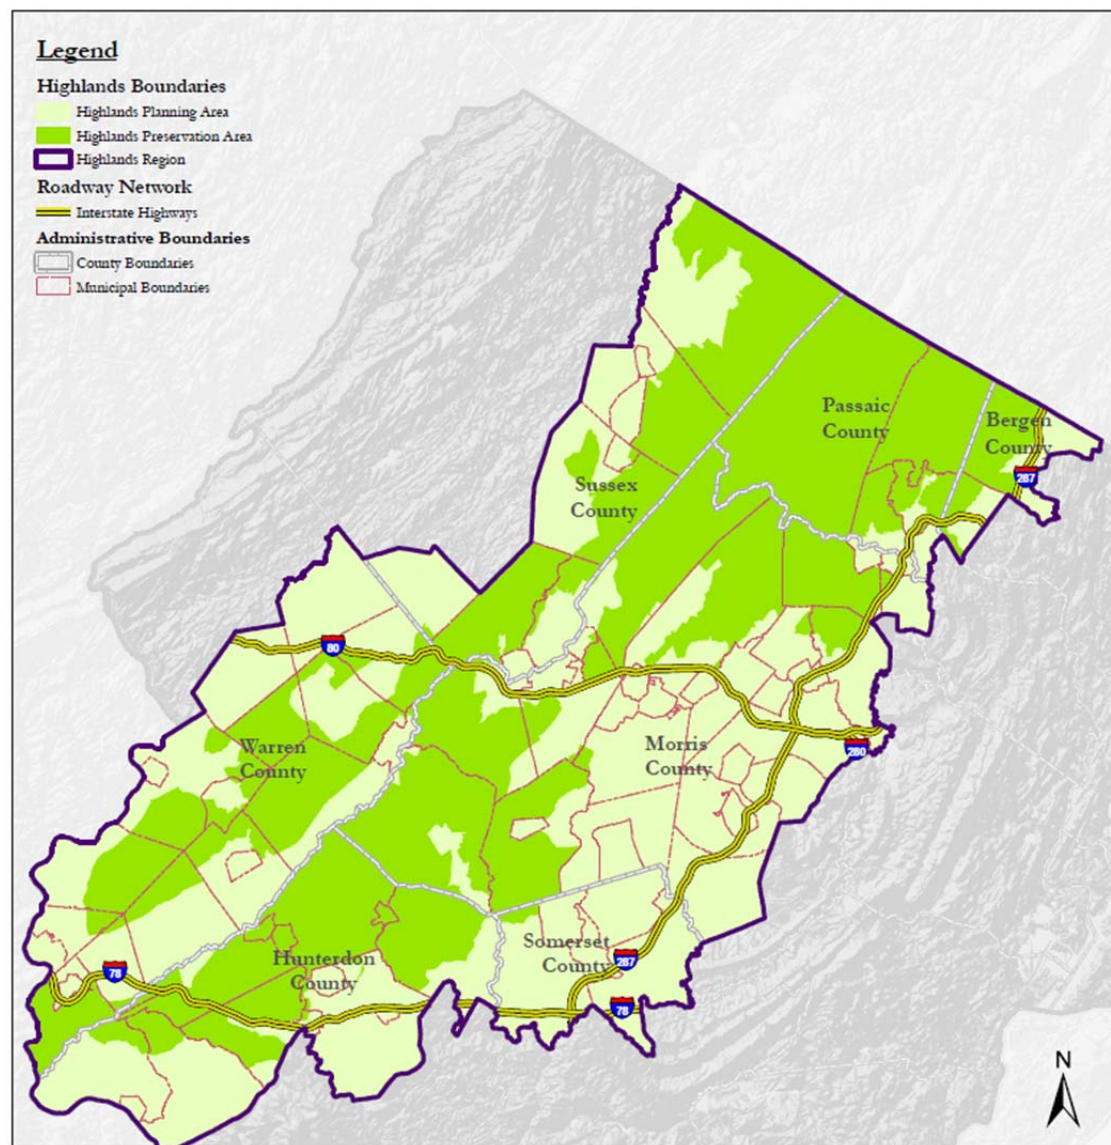 Legend
Highlands Boundaries
Highlands Planning Area
Highlands Preservation Area
Highlands Region
Roadway Network
Interstate Highways
Administrative Boundaries
County Boundaries
Municipal Boundaries
Passaic
County
Bergen
County
287
Sussex
County
80
Warren
County
Morris
County
280
Hunterdon
County
Somerset
County
287
78
78
N